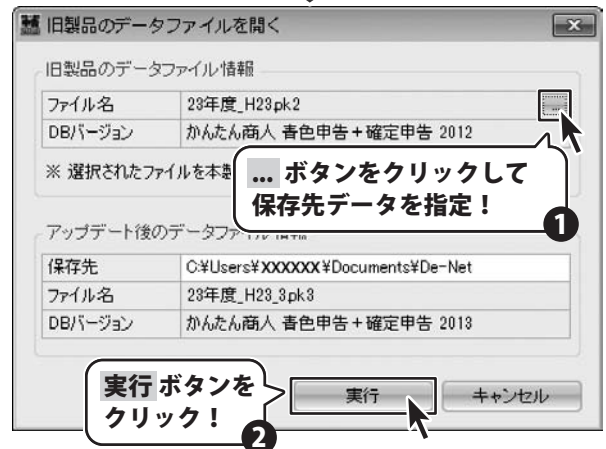 旧製品のデータファイルを開く
旧製品のデータファイル情報
ファイル名 23年度_H23.pk2 ...
DBバージョン かんたん商人 青色申告+確定申告 2012
※ 選択されたファイルを本製
... ボタンをクリックして
保存先データを指定!
1
アップデート後のデータファイル情報
保存先 C:¥Users¥XXXXXX¥Documents¥De-Net
ファイル名 23年度_H23_3.pk3
DBバージョン かんたん商人 青色申告+確定申告 2013
実行 ボタンを
クリック!
2
実行 キャンセル